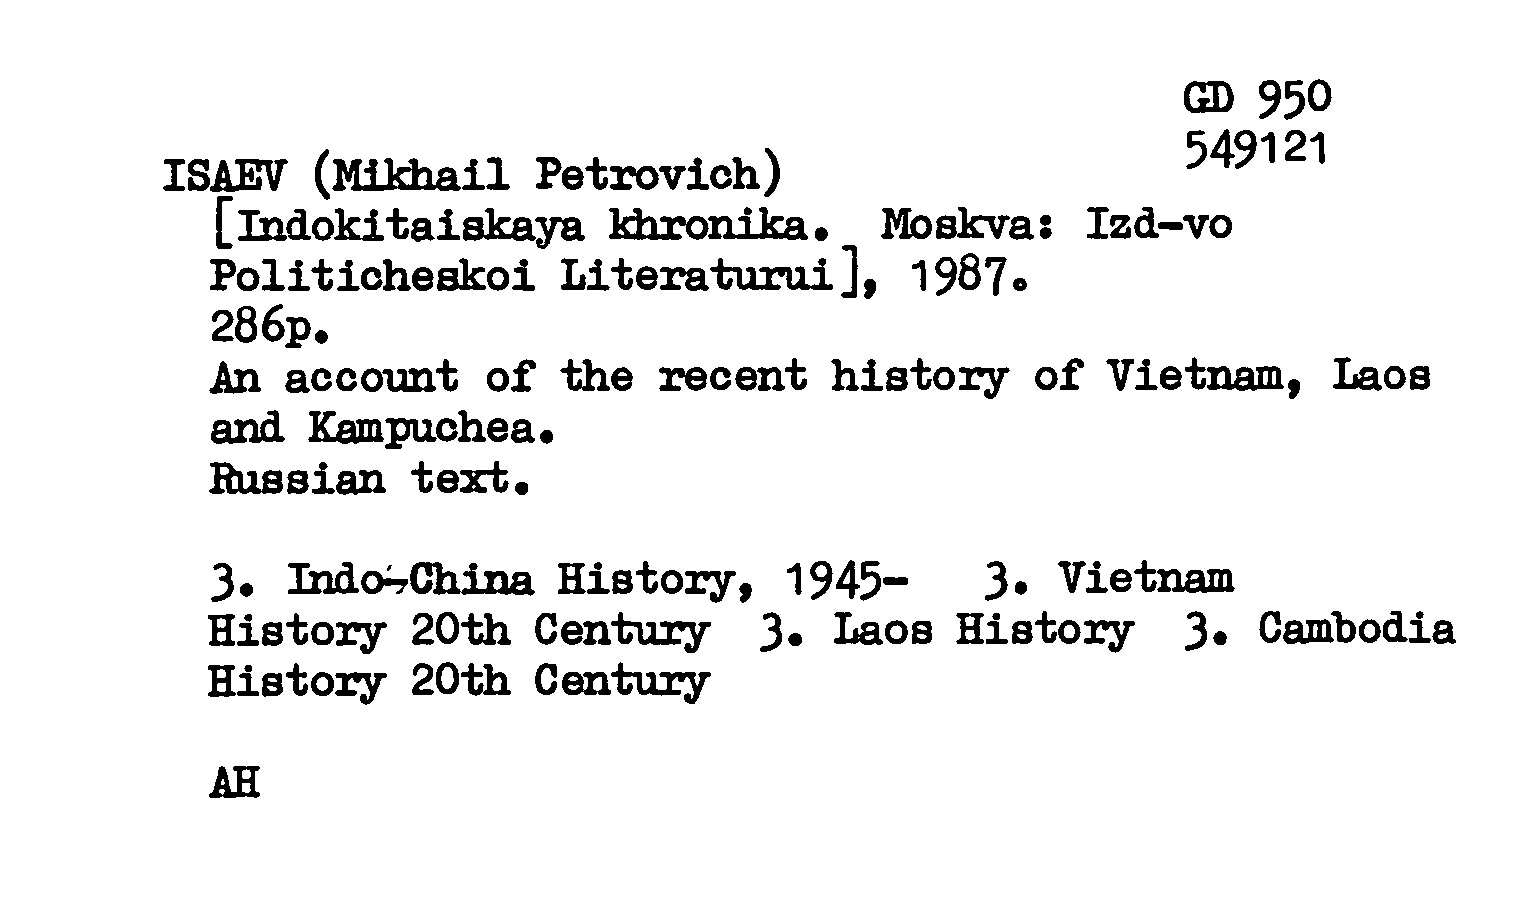 GD 950
549121
ISAEV (Mikhail Petrovich)
[Indokitaiskaya khronika. Moskva: Izd-vo
Politicheskoi Literaturui], 1987.
286p.
An account of the recent history of Vietnam, Laos
and Kampuchea.
Russian text.
3. Indo-China History, 1945- 3. Vietnam
History 20th Century 3. Laos History 3. Cambodia
History 20th Century
AH